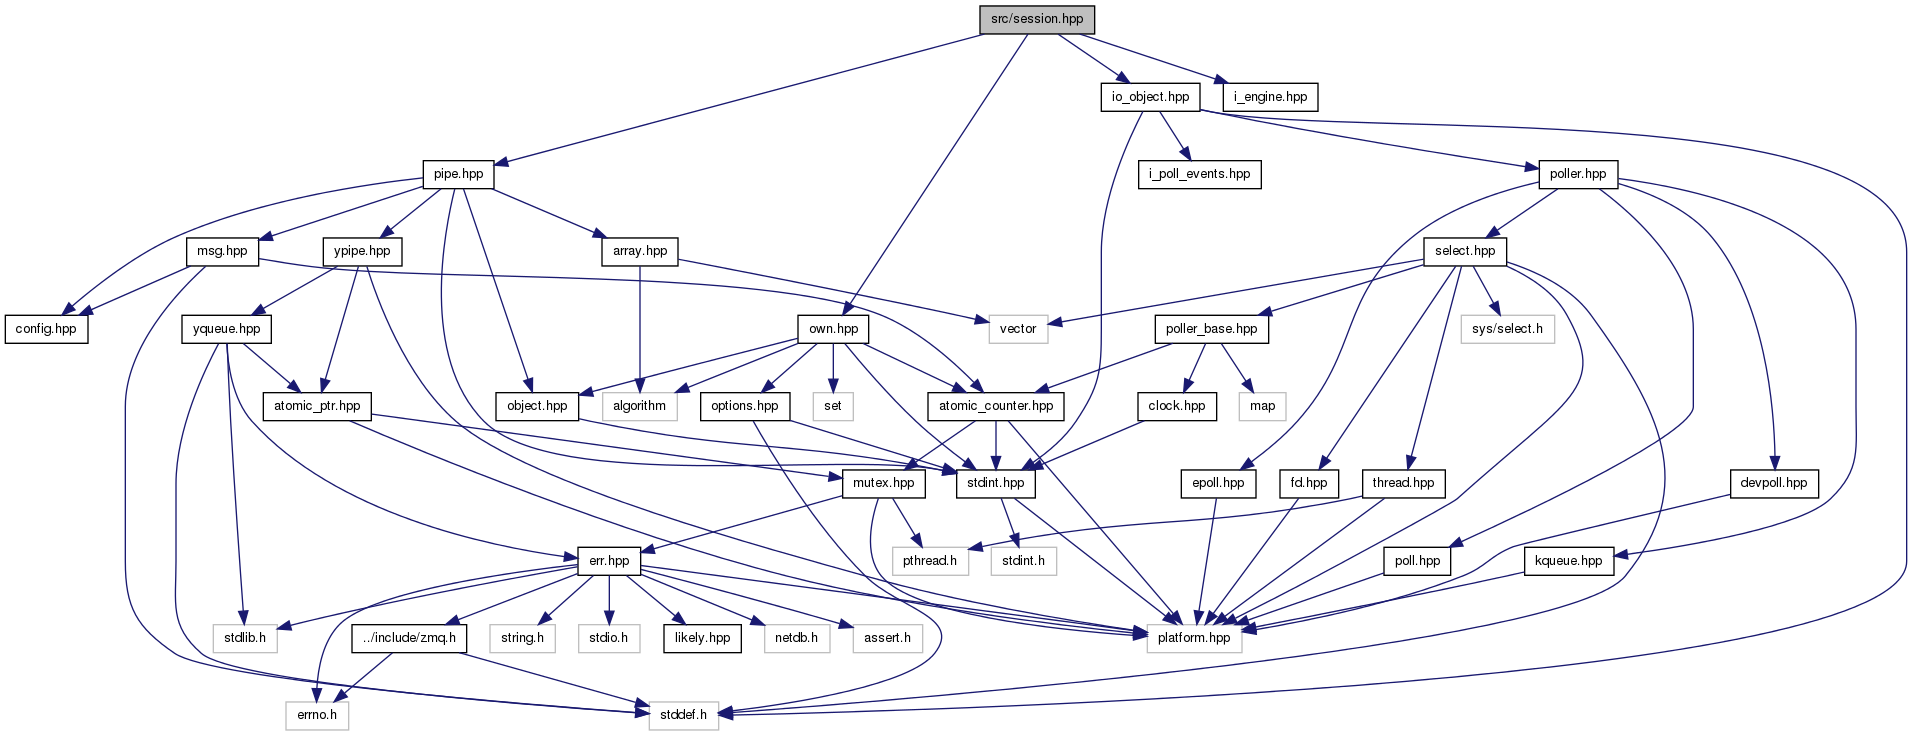 src/session.hpp
io_object.hpp
i_engine.hpp
pipe.hpp
i_poll_events.hpp
poller.hpp
msg.hpp
ypipe.hpp
array.hpp
select.hpp
config.hpp
yqueue.hpp
own.hpp
vector
poller_base.hpp
sys/select.h
atomic_ptr.hpp
object.hpp
algorithm
options.hpp
set
atomic_counter.hpp
clock.hpp
map
mutex.hpp
stdint.hpp
epoll.hpp
fd.hpp
thread.hpp
devpoll.hpp
err.hpp
pthread.h
stdint.h
poll.hpp
kqueue.hpp
stdlib.h
../include/zmq.h
string.h
stdio.h
likely.hpp
netdb.h
assert.h
platform.hpp
errno.h
stddef.h